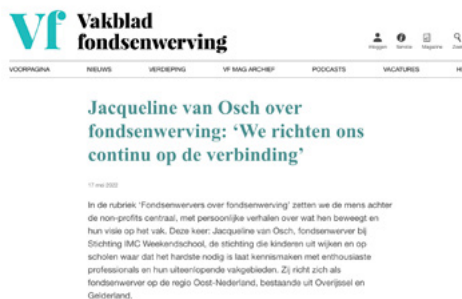 Vf Vakblad
fondsenwerving
Inloggen Service Magazine Zoek
VOORPAGINA NIEUWS VERDIEPING VF MAG ARCHIEF PODCASTS VACATURES
Jacqueline van Osch over
fondsenwerving: ‘We richten ons
continu op de verbinding’
17 mei 2022
In de rubriek ‘Fondsenwervers over fondsenwerving’ zetten we de mens achter
de non-profits centraal, met persoonlijke verhalen over wat hen beweegt en
hun visie op het vak. Deze keer: Jacqueline van Osch, fondsenwerver bij
Stichting IMC Weekendschool, de stichting die kinderen uit wijken en op
scholen waar dat het hardste nodig is laat kennismaken met enthousiaste
professionals en hun uiteenlopende vakgebieden. Zij richt zich als
fondsenwerver op de regio Oost-Nederland, bestaande uit Overijssel en
Gelderland.